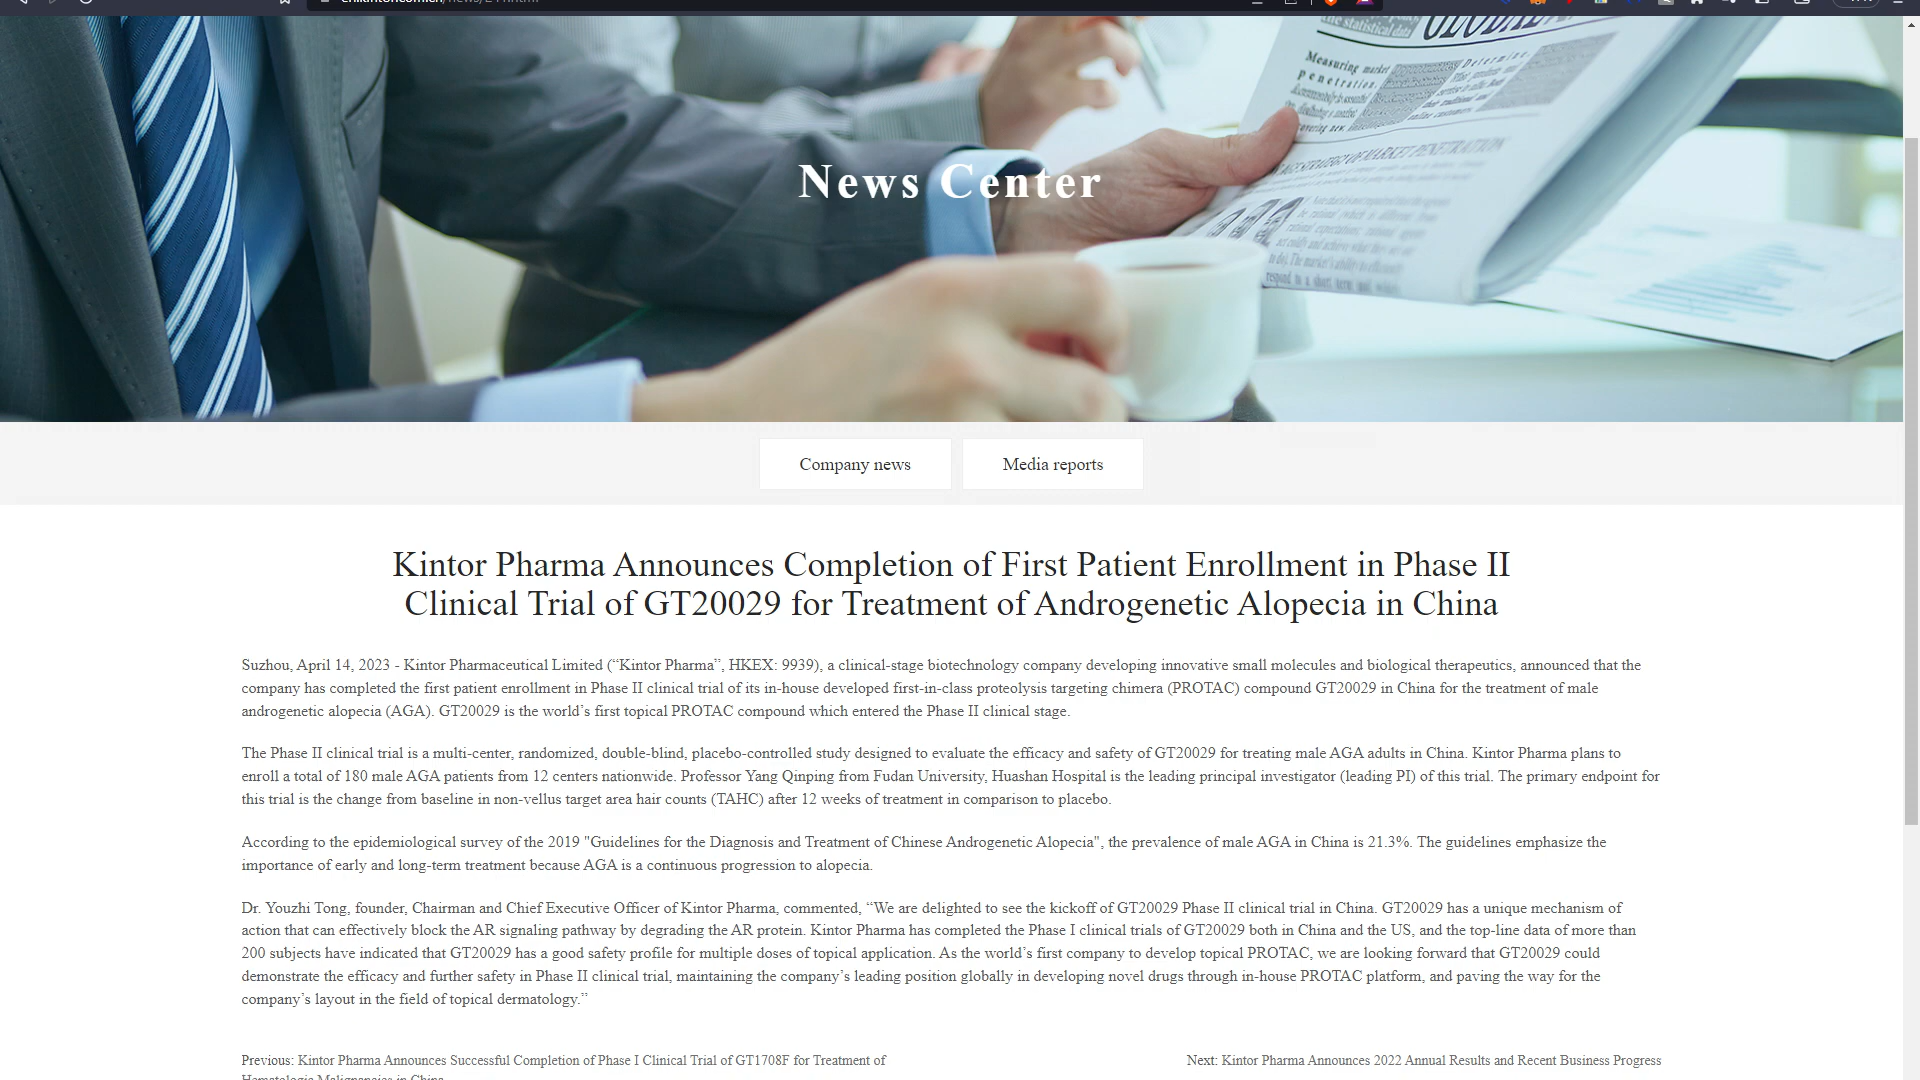 GLOBAL
the statistical data
Measuring market
penetration.
MARKET PENETRATION
News Center
Company news
Media reports
Kintor Pharma Announces Completion of First Patient Enrollment in Phase II
Clinical Trial of GT20029 for Treatment of Androgenetic Alopecia in China
Suzhou, April 14, 2023 - Kintor Pharmaceutical Limited (“Kintor Pharma”, HKEX: 9939), a clinical-stage biotechnology company developing innovative small molecules and biological therapeutics, announced that the
company has completed the first patient enrollment in Phase II clinical trial of its in-house developed first-in-class proteolysis targeting chimera (PROTAC) compound GT20029 in China for the treatment of male
androgenetic alopecia (AGA). GT20029 is the world’s first topical PROTAC compound which entered the Phase II clinical stage.
The Phase II clinical trial is a multi-center, randomized, double-blind, placebo-controlled study designed to evaluate the efficacy and safety of GT20029 for treating male AGA adults in China. Kintor Pharma plans to
enroll a total of 180 male AGA patients from 12 centers nationwide. Professor Yang Qinping from Fudan University, Huashan Hospital is the leading principal investigator (leading PI) of this trial. The primary endpoint for
this trial is the change from baseline in non-vellus target area hair counts (TAHC) after 12 weeks of treatment in comparison to placebo.
According to the epidemiological survey of the 2019 "Guidelines for the Diagnosis and Treatment of Chinese Androgenetic Alopecia", the prevalence of male AGA in China is 21.3%. The guidelines emphasize the
importance of early and long-term treatment because AGA is a continuous progression to alopecia.
Dr. Youzhi Tong, founder, Chairman and Chief Executive Officer of Kintor Pharma, commented, “We are delighted to see the kickoff of GT20029 Phase II clinical trial in China. GT20029 has a unique mechanism of
action that can effectively block the AR signaling pathway by degrading the AR protein. Kintor Pharma has completed the Phase I clinical trials of GT20029 both in China and the US, and the top-line data of more than
200 subjects have indicated that GT20029 has a good safety profile for multiple doses of topical application. As the world’s first company to develop topical PROTAC, we are looking forward that GT20029 could
demonstrate the efficacy and further safety in Phase II clinical trial, maintaining the company’s leading position globally in developing novel drugs through in-house PROTAC platform, and paving the way for the
company’s layout in the field of topical dermatology.”
Previous: Kintor Pharma Announces Successful Completion of Phase I Clinical Trial of GT1708F for Treatment of
Hematologic Malignancies in China
Next: Kintor Pharma Announces 2022 Annual Results and Recent Business Progress